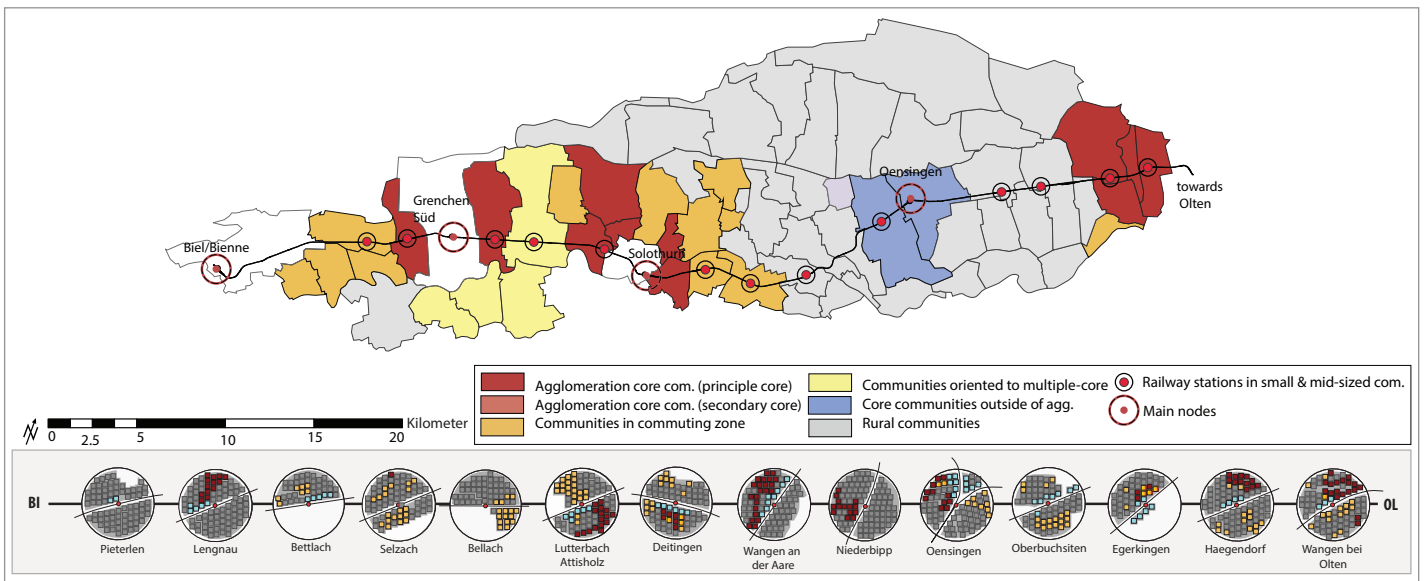 Oensingen
Grenchen
Süd
towards
Olten
Biel/Bienne
Solothurn
Agglomeration core com. (principle core)
Agglomeration core com. (secondary core)
Communities in commuting zone
Communities oriented to multiple-core
Core communities outside of agg.
Rural communities
Railway stations in small & mid-sized com.
Main nodes
Kilometer
0 2.5 5 10 15 20
BI
OL
Pieterlen
Lengnau
Bettlach
Selzach
Bellach
Lutterbach
Attisholz
Deitingen
Wangen an
der Aare
Niederbipp
Oensingen
Oberbuchsiten
Egerkingen
Haegendorf
Wangen bei
Olten